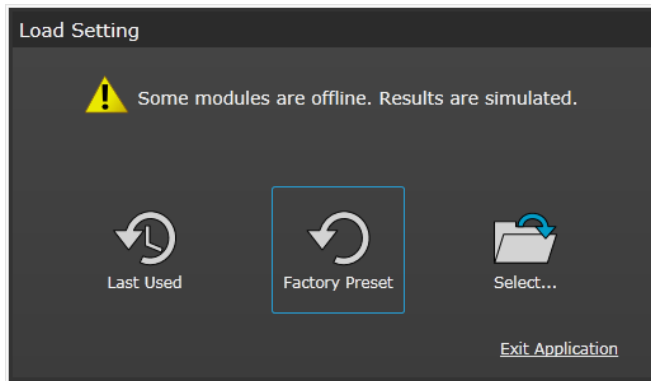 Load Setting
Some modules are offline. Results are simulated.
Last Used
Factory Preset
Select...
Exit Application